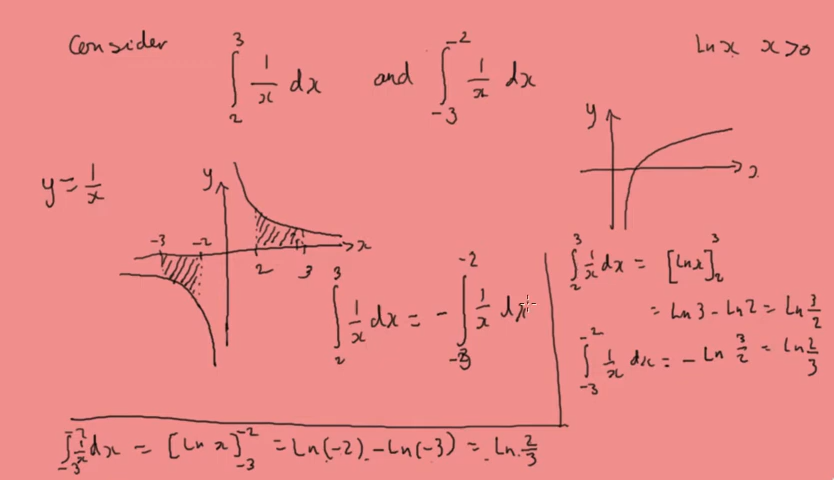 Consider ∫₂³ 1/x dx and ∫₋₃⁻² 1/x dx
ln x x>0
y
x
y = 1/x
y
x
-3 -2
2 3
∫₂³ 1/x dx = -∫₋₃⁻² 1/x dx
∫₂³ 1/x dx = [ln x]₂³
= ln 3 - ln 2 = ln 3/2
∫₋₃⁻² 1/x dx = - ln 3/2 = ln 2/3
∫₋₃⁻² 1/x dx = [ln x]₋₃⁻² = ln(-2) - ln(-3) = ln 2/3